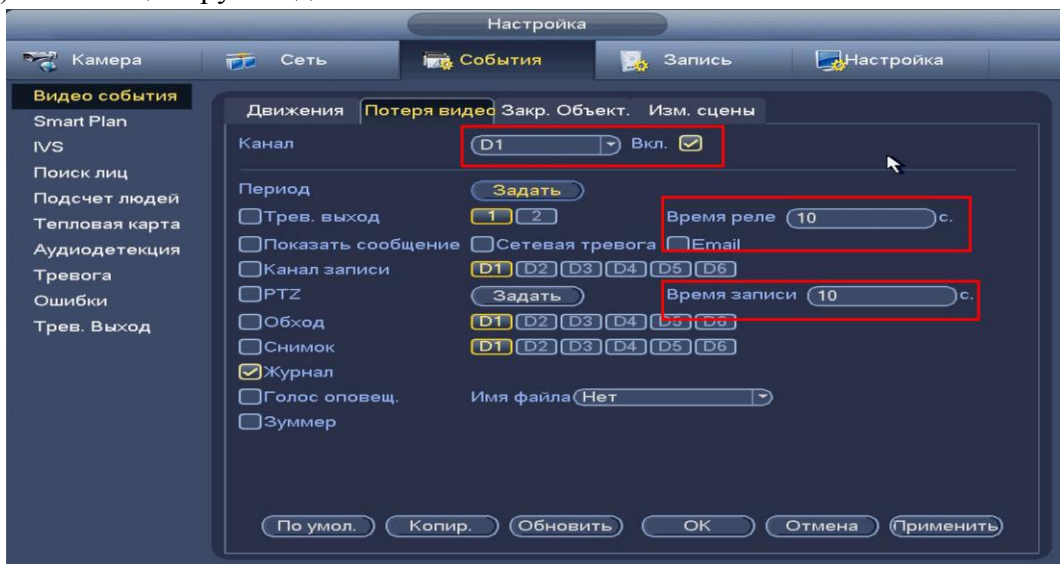 Настройка
Камера Сеть События Запись Настройка
Видео события
Smart Plan
IVS
Поиск лиц
Подсчет людей
Тепловая карта
Аудиодетекция
Тревога
Ошибки
Трев. Выход
Движения Потеря видео Закр. Объект. Изм. сцены
Канал D1 Вкл.
Период Задать
Трев. выход 1 2 Время реле 10 с.
Показать сообщение Сетевая тревога Email
Канал записи D1 D2 D3 D4 D5 D6
PTZ Задать Время записи 10 с.
Обход D1 D2 D3 D4 D5 D6
Снимок D1 D2 D3 D4 D5 D6
Журнал
Голос оповещ. Имя файла Нет
Зуммер
По умол. Копир. Обновить OK Отмена Применить